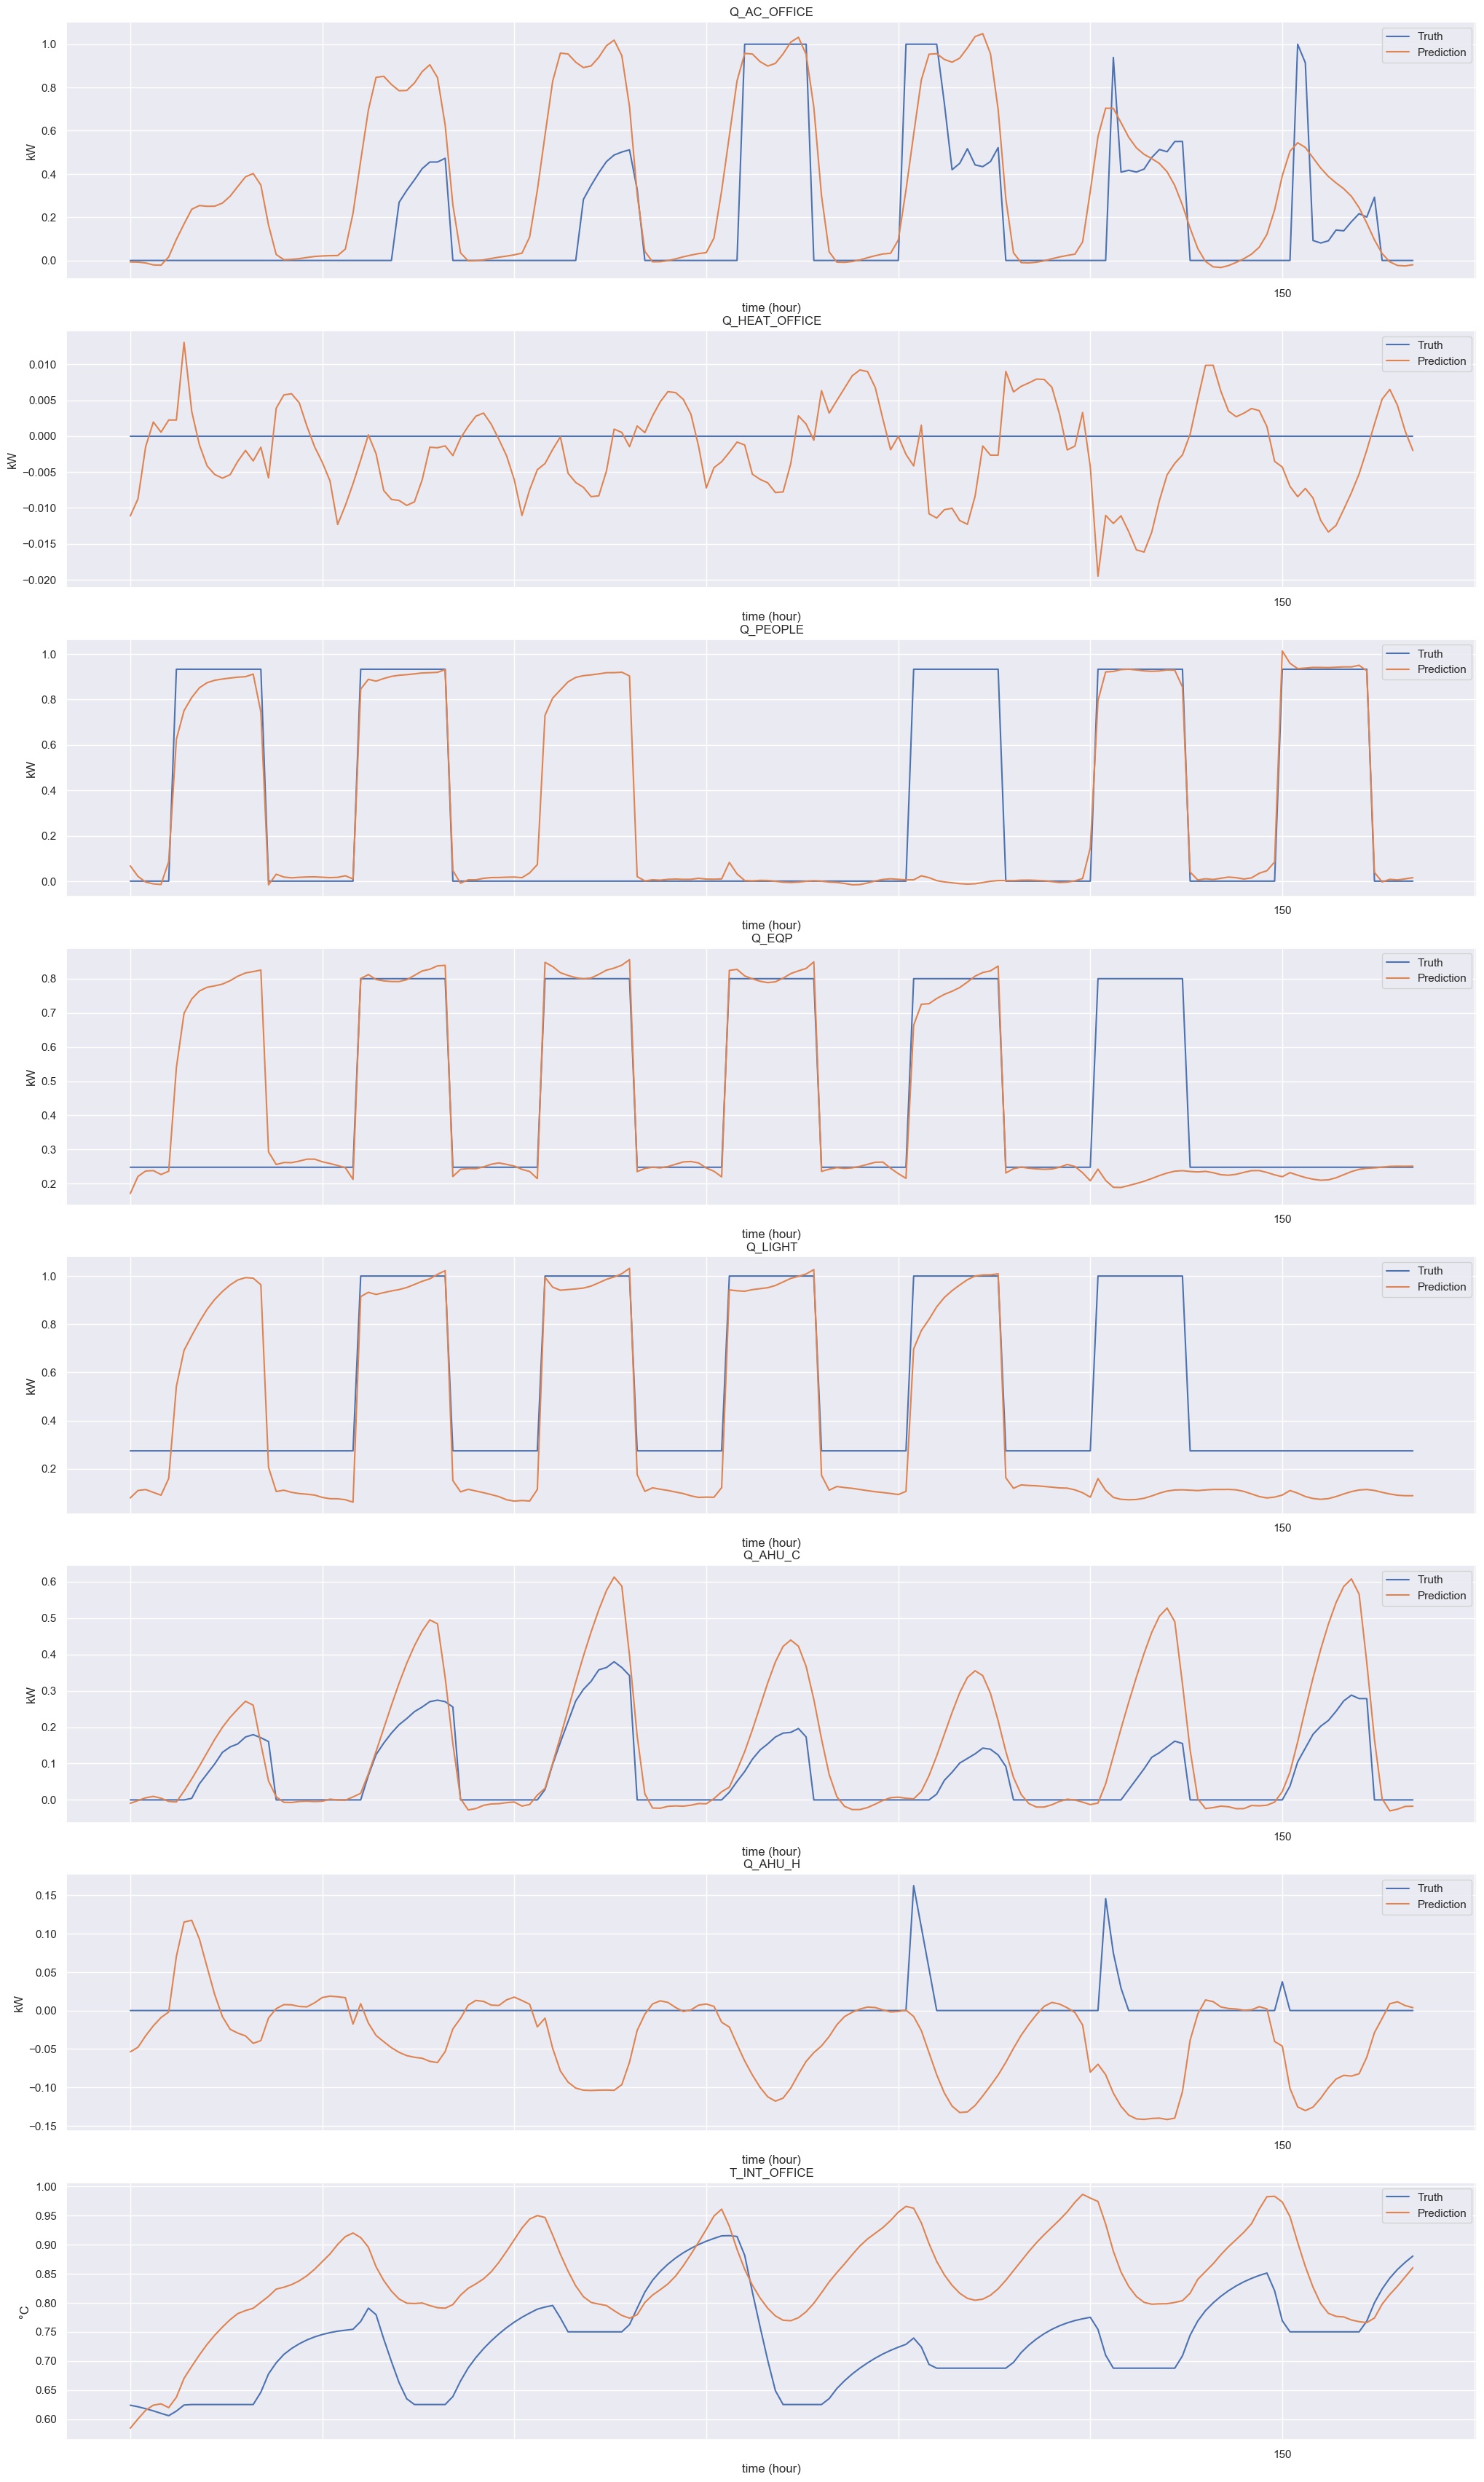 Q_AC_OFFICE
1.0
0.8
0.6
0.4
0.2
0.0
kW
Truth
Prediction
150
time (hour)
Q_HEAT_OFFICE
0.010
0.005
0.000
−0.005
−0.010
−0.015
−0.020
kW
Truth
Prediction
150
time (hour)
Q_PEOPLE
1.0
0.8
0.6
0.4
0.2
0.0
kW
Truth
Prediction
150
time (hour)
Q_EQP
0.8
0.7
0.6
0.5
0.4
0.3
0.2
kW
Truth
Prediction
150
time (hour)
Q_LIGHT
1.0
0.8
0.6
0.4
0.2
kW
Truth
Prediction
150
time (hour)
Q_AHU_C
0.6
0.5
0.4
0.3
0.2
0.1
0.0
kW
Truth
Prediction
150
time (hour)
Q_AHU_H
0.15
0.10
0.05
0.00
−0.05
−0.10
−0.15
kW
Truth
Prediction
150
time (hour)
T_INT_OFFICE
1.00
0.95
0.90
0.85
0.80
0.75
0.70
0.65
0.60
°C
Truth
Prediction
150
time (hour)